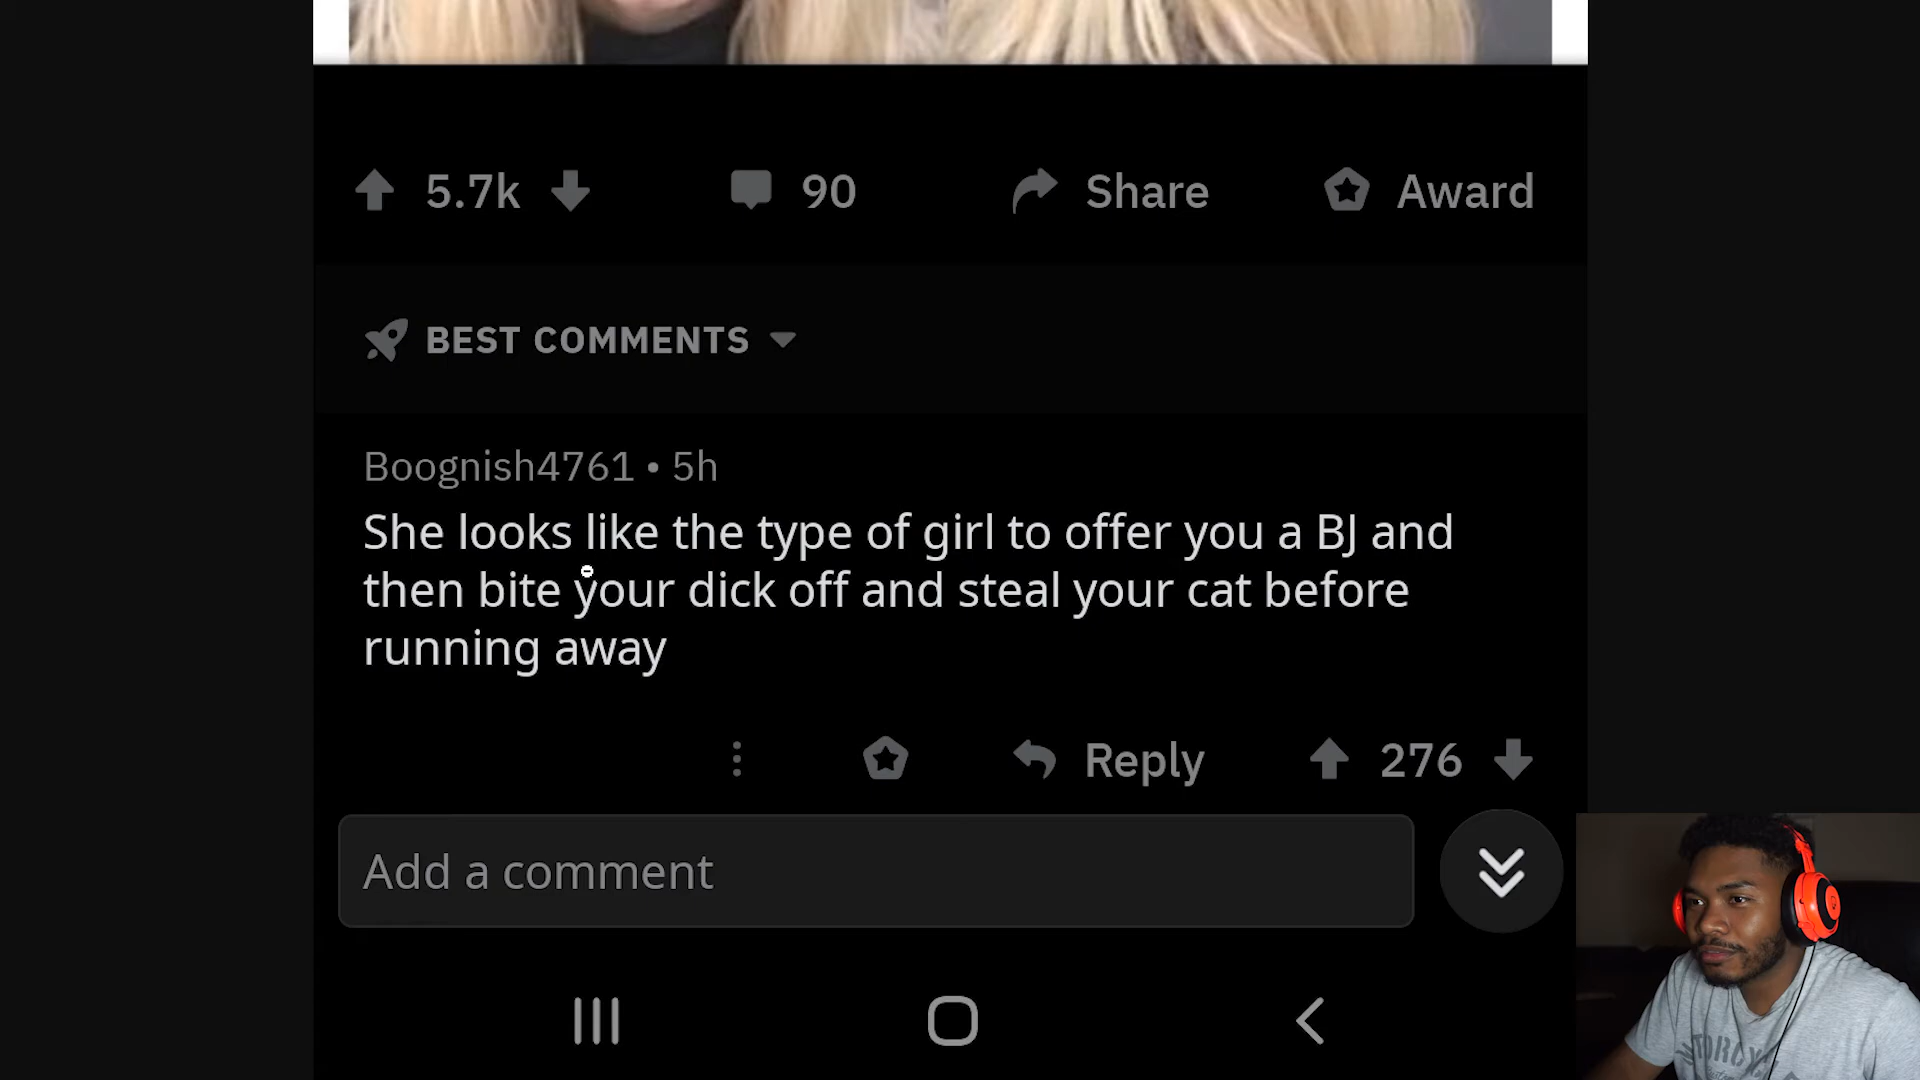 5.7k 90 Share Award
BEST COMMENTS
Boognish4761 • 5h
She looks like the type of girl to offer you a BJ and
then bite your dick off and steal your cat before
running away
Reply 276
Add a comment